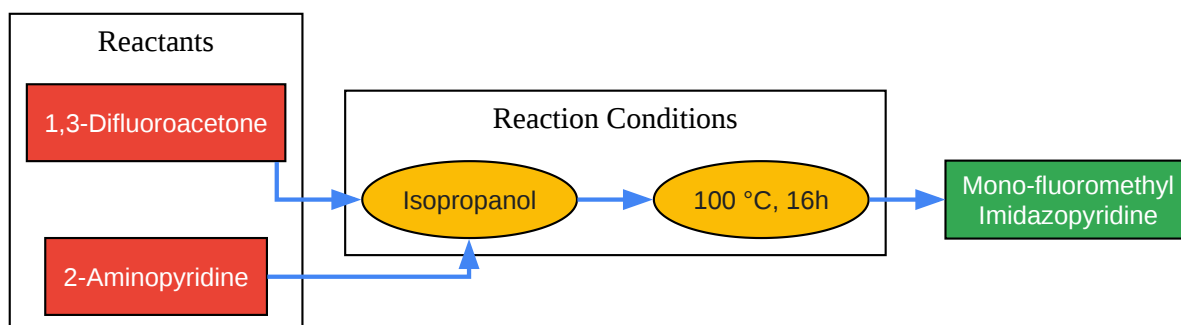 Reactants
1,3-Difluoroacetone
2-Aminopyridine
Reaction Conditions
Isopropanol
100 °C, 16h
Mono-fluoromethyl
Imidazopyridine